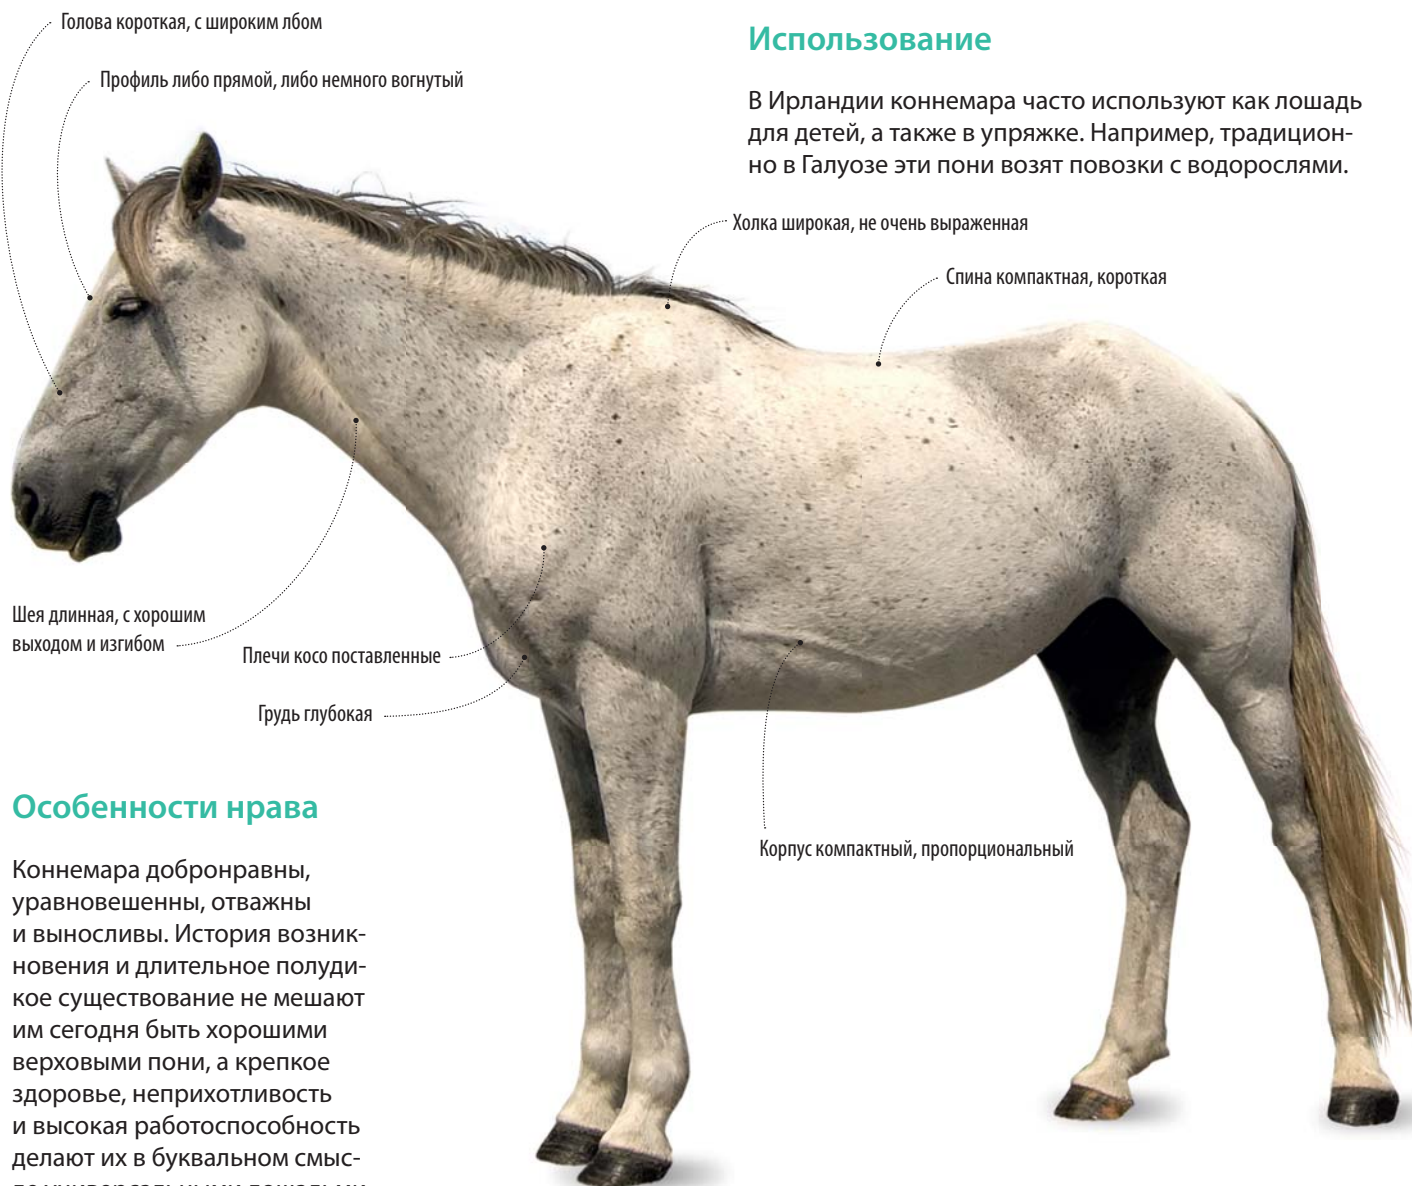 Голова короткая, с широким лбом
Профиль либо прямой, либо немного вогнутый
Использование
В Ирландии коннемара часто используют как лошадь
для детей, а также в упряжке. Например, традицион-
но в Галуозе эти пони возят повозки с водорослями.
Холка широкая, не очень выраженная
Спина компактная, короткая
Шея длинная, с хорошим
выходом и изгибом
Плечи косо поставленные
Грудь глубокая
Корпус компактный, пропорциональный
Особенности нрава
Коннемара добронравны,
уравновешенны, отважны
и выносливы. История возник-
новения и длительное полуди-
кое существование не мешают
им сегодня быть хорошими
верховыми пони, а крепкое
здоровье, неприхотливость
и высокая работоспособность
делают их в буквальном смыс-
ле универсальными лошадьми